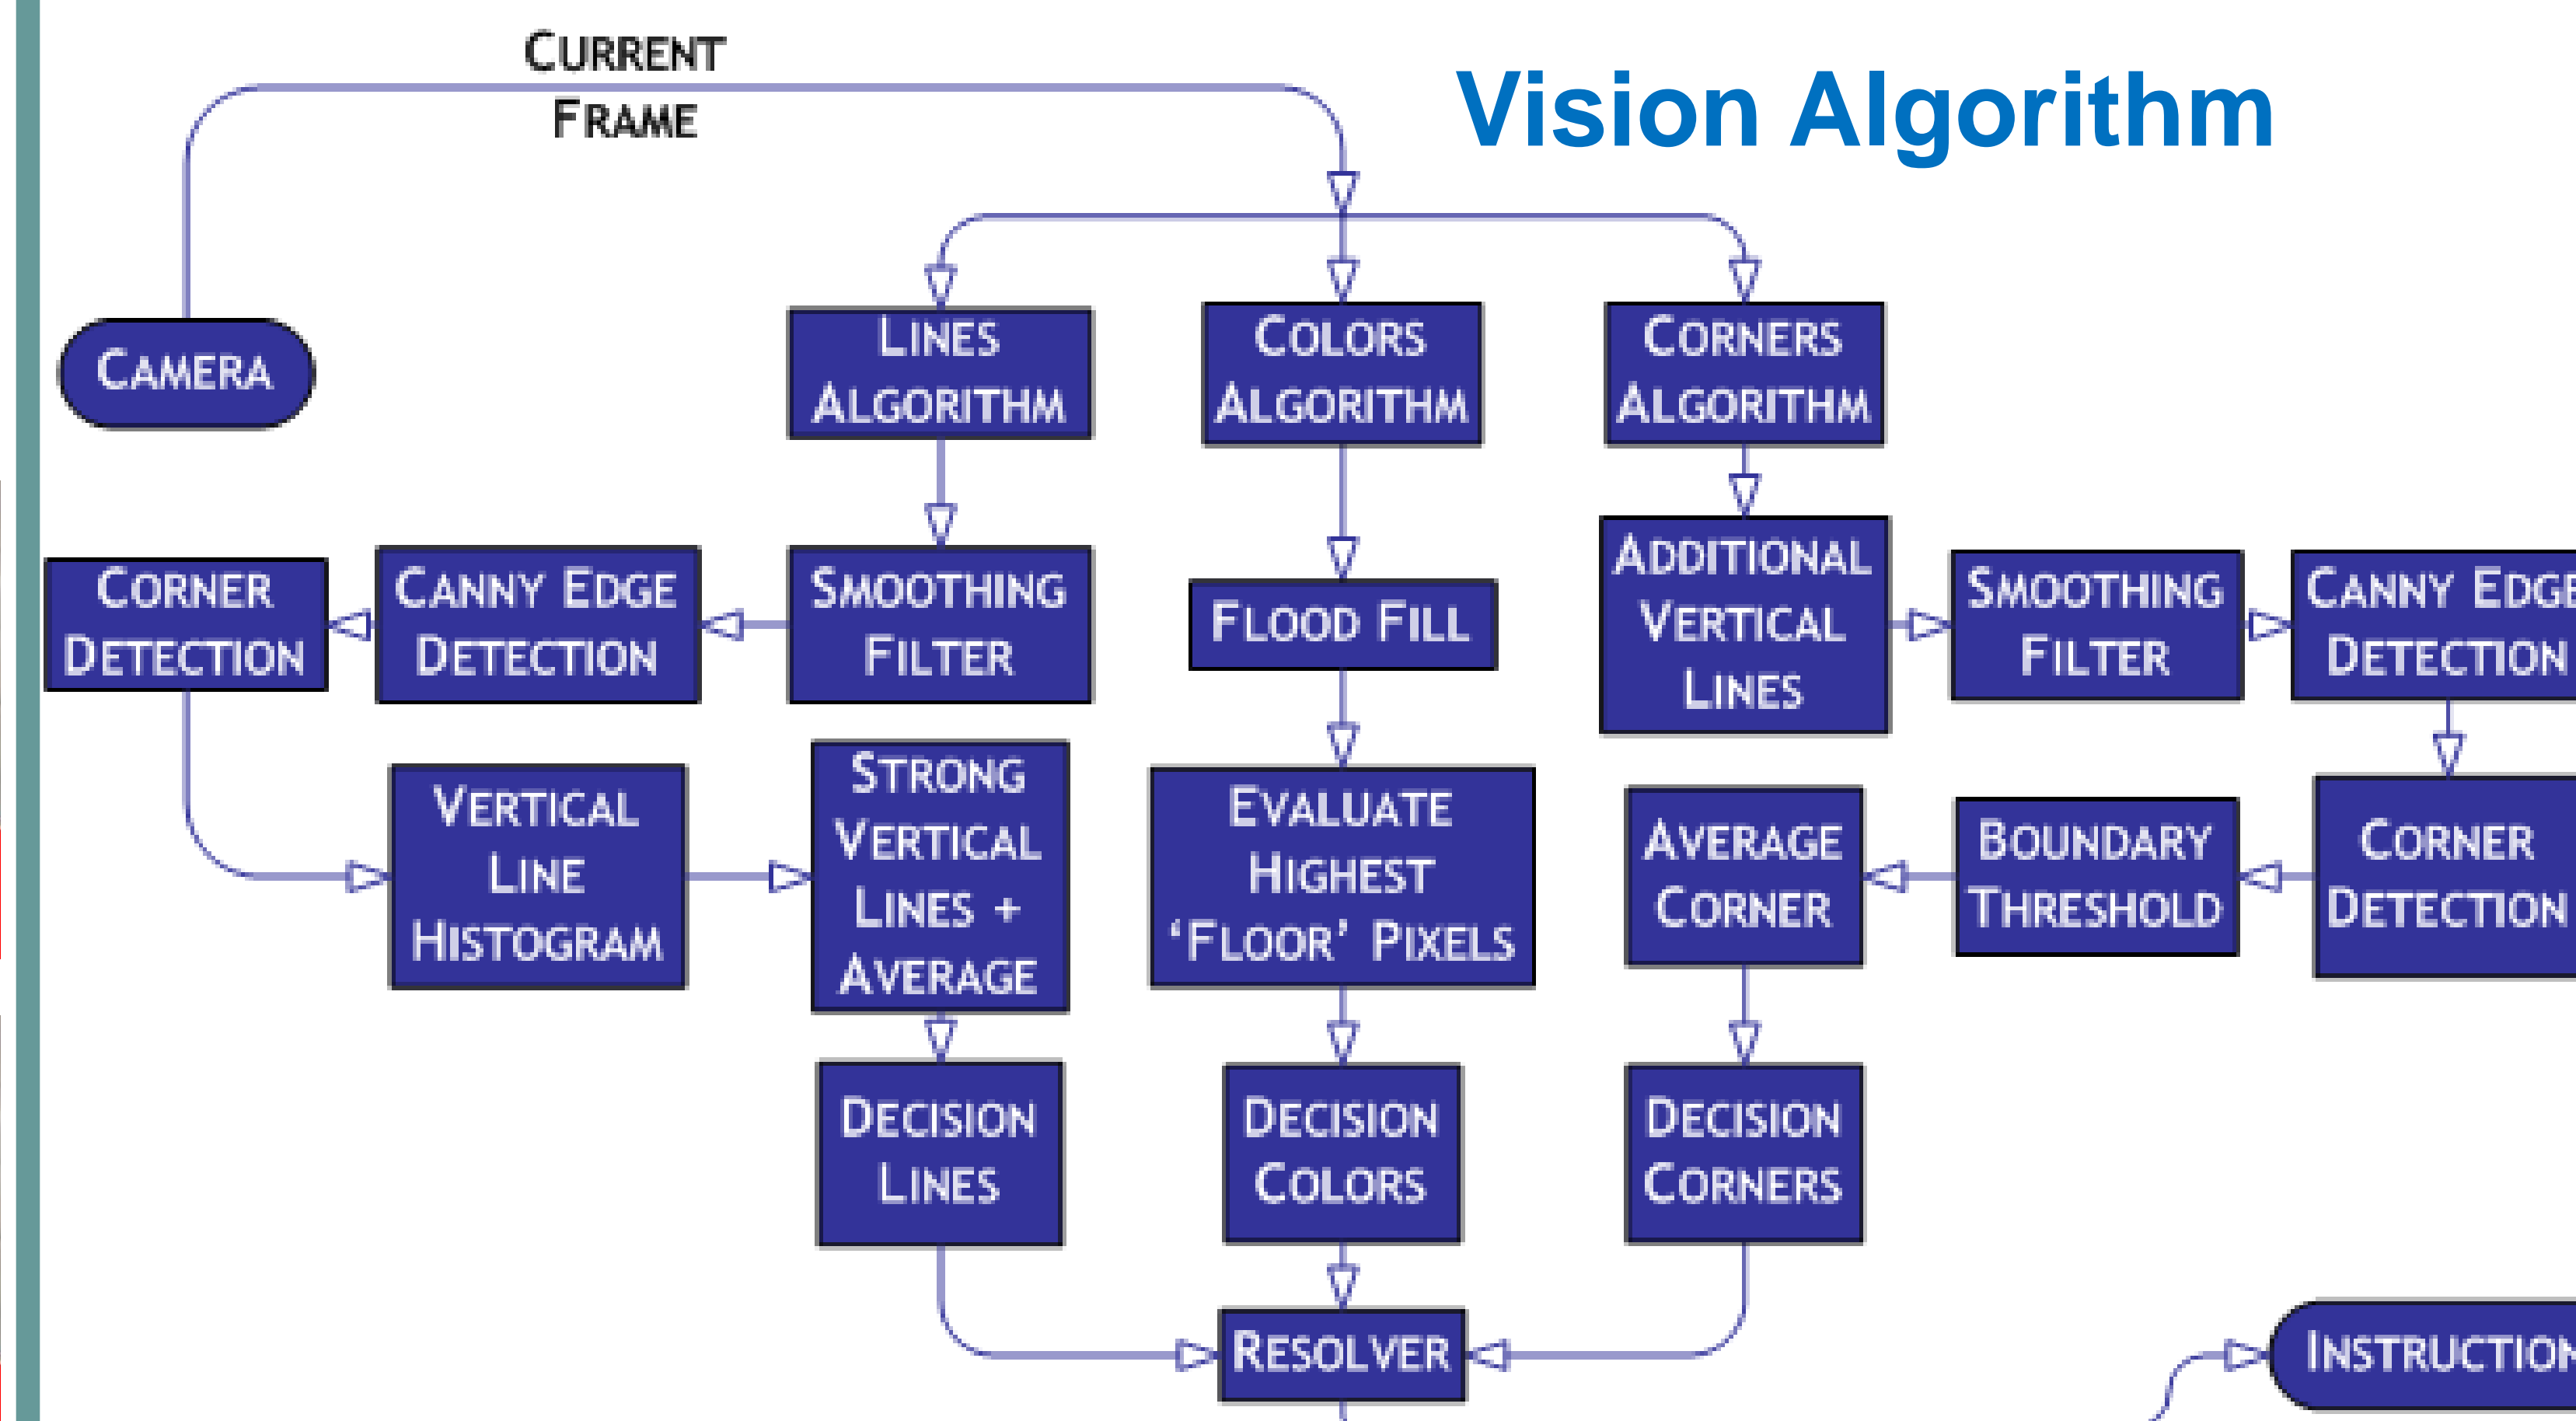 CURRENT
FRAME
Vision Algorithm
CAMERA
LINES
ALGORITHM
COLORS
ALGORITHM
CORNERS
ALGORITHM
CORNER
DETECTION
CANNY EDGE
DETECTION
SMOOTHING
FILTER
FLOOD FILL
ADDITIONAL
VERTICAL
LINES
SMOOTHING
FILTER
CANNY EDGE
DETECTION
VERTICAL
LINE
HISTOGRAM
STRONG
VERTICAL
LINES +
AVERAGE
EVALUATE
HIGHEST
‘FLOOR’ PIXELS
AVERAGE
CORNER
BOUNDARY
THRESHOLD
CORNER
DETECTION
DECISION
LINES
DECISION
COLORS
DECISION
CORNERS
RESOLVER
INSTRUCTION